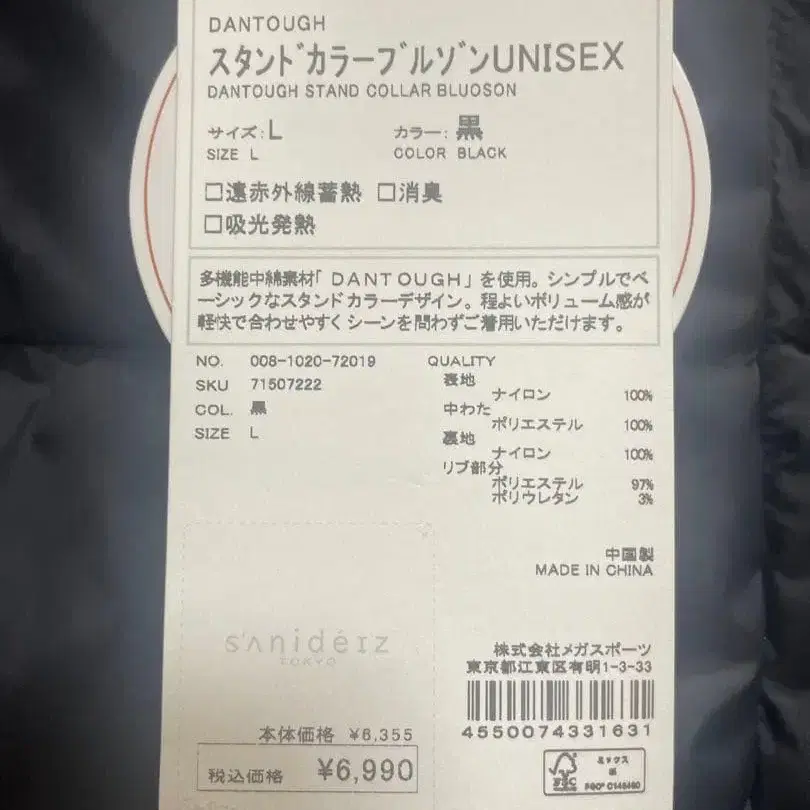 DANTOUGH
スタンドカラーブルゾンUNISEX
DANTOUGH STAND COLLAR BLUOSON
サイズ:L カラー:黒
SIZE L COLOR BLACK
□遠赤外線蓄熱 □消臭
□吸光発熱
多機能中綿素材「DANTOUGH」を使用。シンプルでベ
ーシックなスタンドカラーデザイン。程よいボリューム感が
軽快で合わせやすくシーンを問わずご着用いただけます。
NO. 008-1020-72019
SKU 71507222
COL. 黒
SIZE L
QUALITY
表地
ナイロン 100%
中わた
ポリエステル 100%
裏地
ナイロン 100%
リブ部分
ポリエステル 97%
ポリウレタン 3%
中国製
MADE IN CHINA
s'anideiz
TOKYO
株式会社メガスポーツ
東京都江東区有明1-3-33
4550074331631
本体価格 ¥6,355
税込価格 ¥6,990
FSC
ミックス
紙